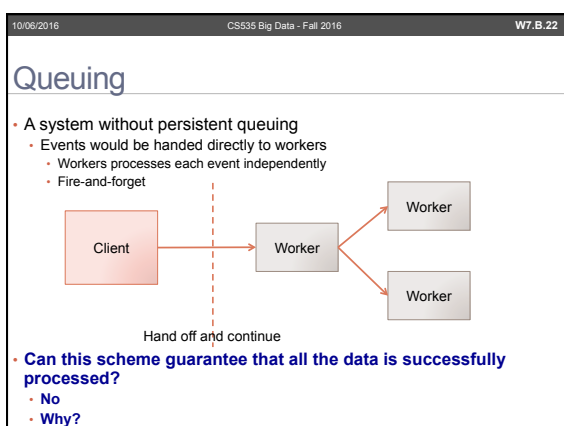 10/06/2016 CS535 Big Data - Fall 2016 W7.B.22
Queuing
• A system without persistent queuing
• Events would be handed directly to workers
• Workers processes each event independently
• Fire-and-forget
Worker
Client
Worker
Worker
Hand off and continue
• Can this scheme guarantee that all the data is successfully
processed?
• No
• Why?